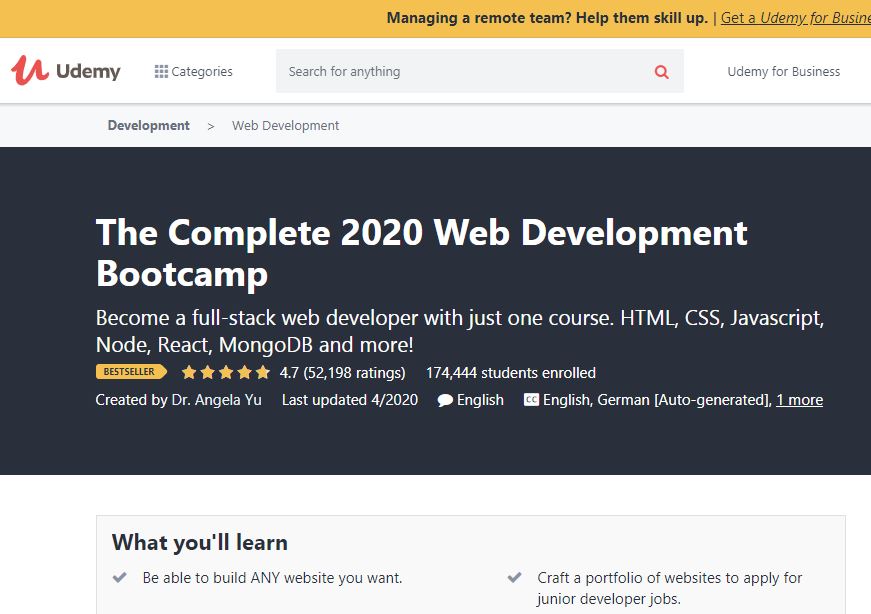 Managing a remote team? Help them skill up. | Get a Udemy for
Udemy
Categories
Search for anything
Udemy for Business
Development > Web Development
The Complete 2020 Web Development
Bootcamp
Become a full-stack web developer with just one course. HTML, CSS, Javascript,
Node, React, MongoDB and more!
BESTSELLER 4.7 (52,198 ratings) 174,444 students enrolled
Created by Dr. Angela Yu Last updated 4/2020 English CC English, German [Auto-generated], 1 more
What you'll learn
Be able to build ANY website you want.
Craft a portfolio of websites to apply for
junior developer jobs.